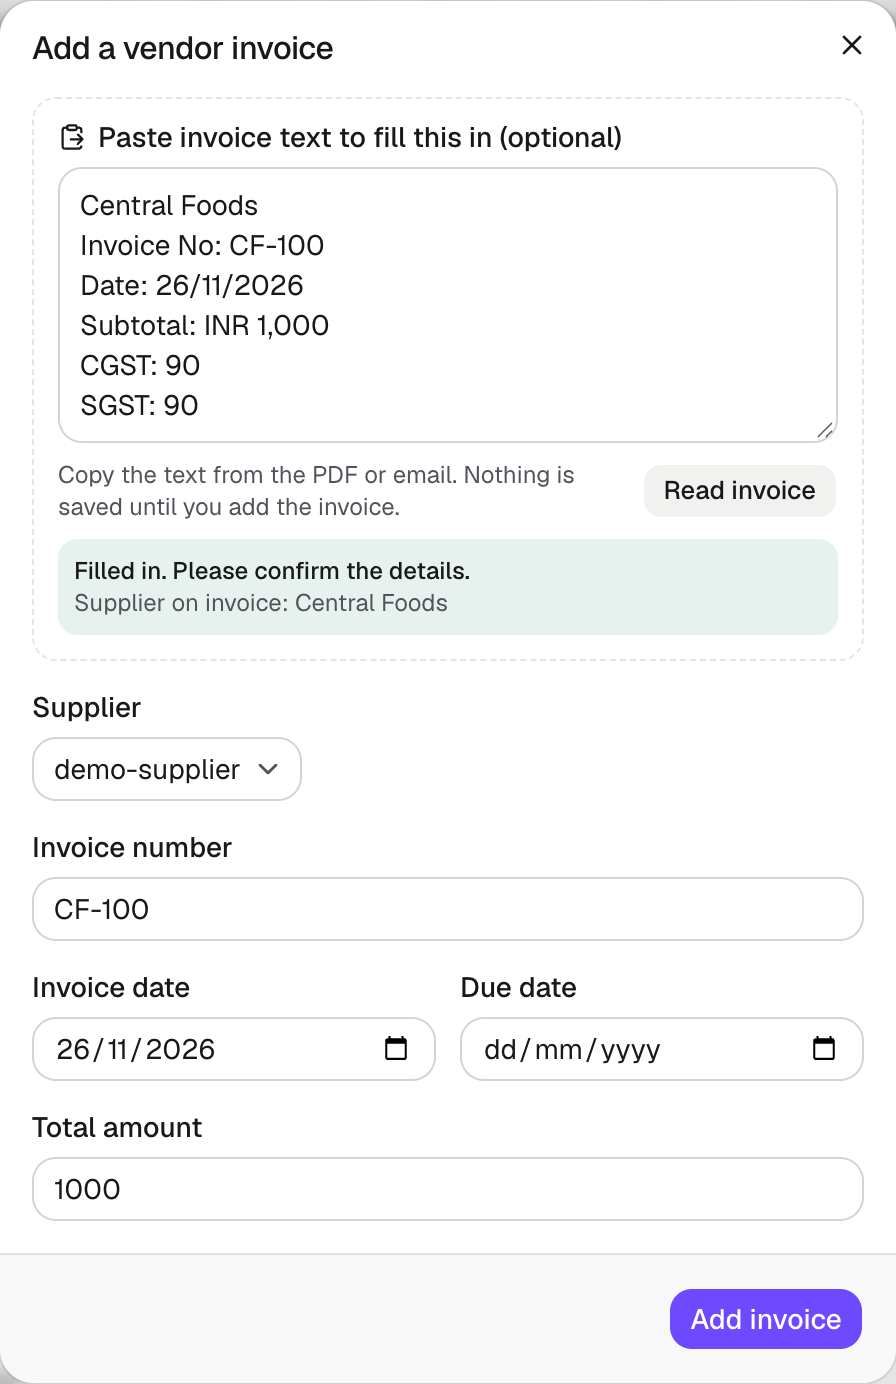 Add a vendor invoice
Paste invoice text to fill this in (optional)
Central Foods
Invoice No: CF-100
Date: 26/11/2026
Subtotal: INR 1,000
CGST: 90
SGST: 90
Copy the text from the PDF or email. Nothing is
saved until you add the invoice.
Read invoice
Filled in. Please confirm the details.
Supplier on invoice: Central Foods
Supplier
demo-supplier
Invoice number
CF-100
Invoice date
Due date
26/11/2026
dd/mm/yyyy
Total amount
1000
Add invoice